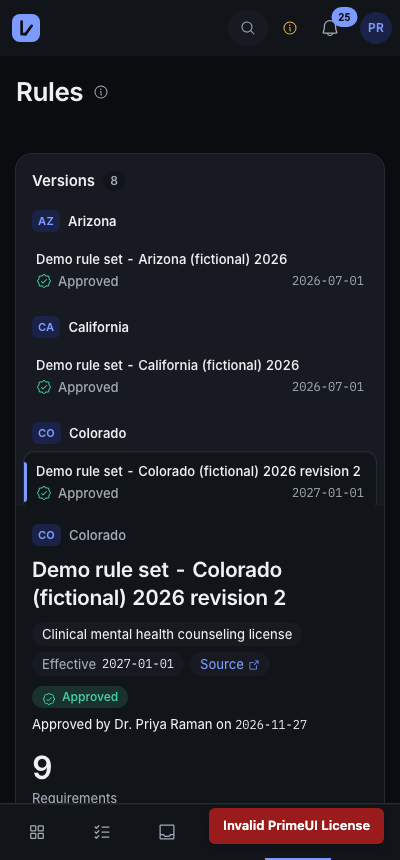 25
PR
Rules
Versions 8
AZ Arizona
Demo rule set - Arizona (fictional) 2026
Approved 2026-07-01
CA California
Demo rule set - California (fictional) 2026
Approved 2026-07-01
CO Colorado
Demo rule set - Colorado (fictional) 2026 revision 2
Approved 2027-01-01
CO Colorado
Demo rule set - Colorado
(fictional) 2026 revision 2
Clinical mental health counseling license
Effective 2027-01-01 Source
Approved
Approved by Dr. Priya Raman on 2026-11-27
9
Requirements
Invalid PrimeUI License